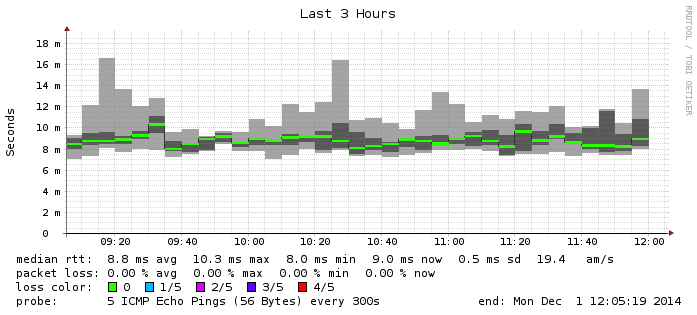 Last 3 Hours
RRDTOOL / TOBI OETIKER
Seconds
18 m
16 m
14 m
12 m
10 m
8 m
6 m
4 m
2 m
0
09:20 09:40 10:00 10:20 10:40 11:00 11:20 11:40 12:00
median rtt: 8.8 ms avg 10.3 ms max 8.0 ms min 9.0 ms now 0.5 ms sd 19.4 am/s
packet loss: 0.00 % avg 0.00 % max 0.00 % min 0.00 % now
loss color: 0 1/5 2/5 3/5 4/5
probe: 5 ICMP Echo Pings (56 Bytes) every 300s end: Mon Dec 1 12:05:19 2014